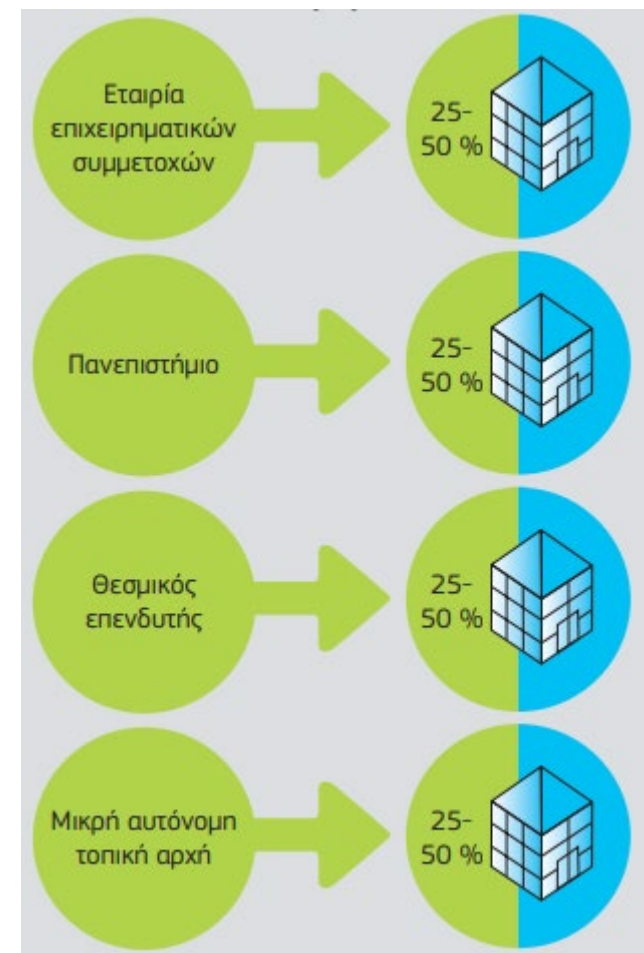 Εταιρία
επιχειρηματικών
συμμετοχών
25-
50 %
Πανεπιστήμιο
25-
50 %
Θεσμικός
επενδυτής
25-
50 %
Μικρή αυτόνομη
τοπική αρχή
25-
50 %